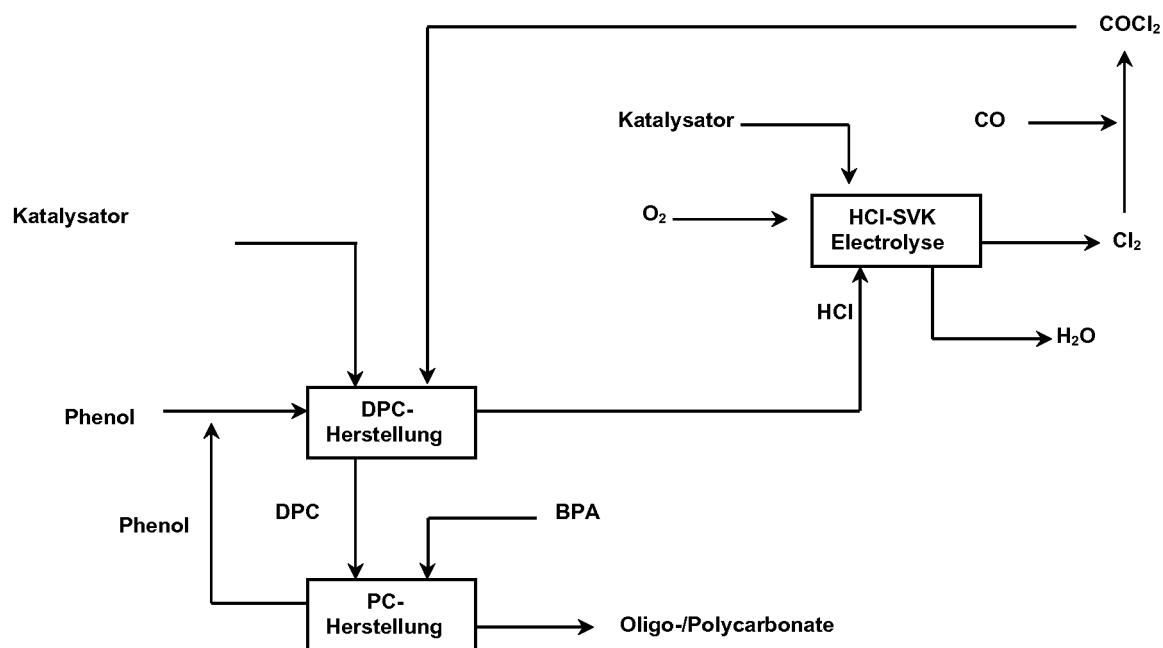 COCl₂
Katalysator
CO
Katalysator
O₂
HCl-SVK
Electrolyse
Cl₂
HCl
H₂O
Phenol
DPC-
Herstellung
Phenol
DPC
BPA
PC-
Herstellung
Oligo-/Polycarbonate